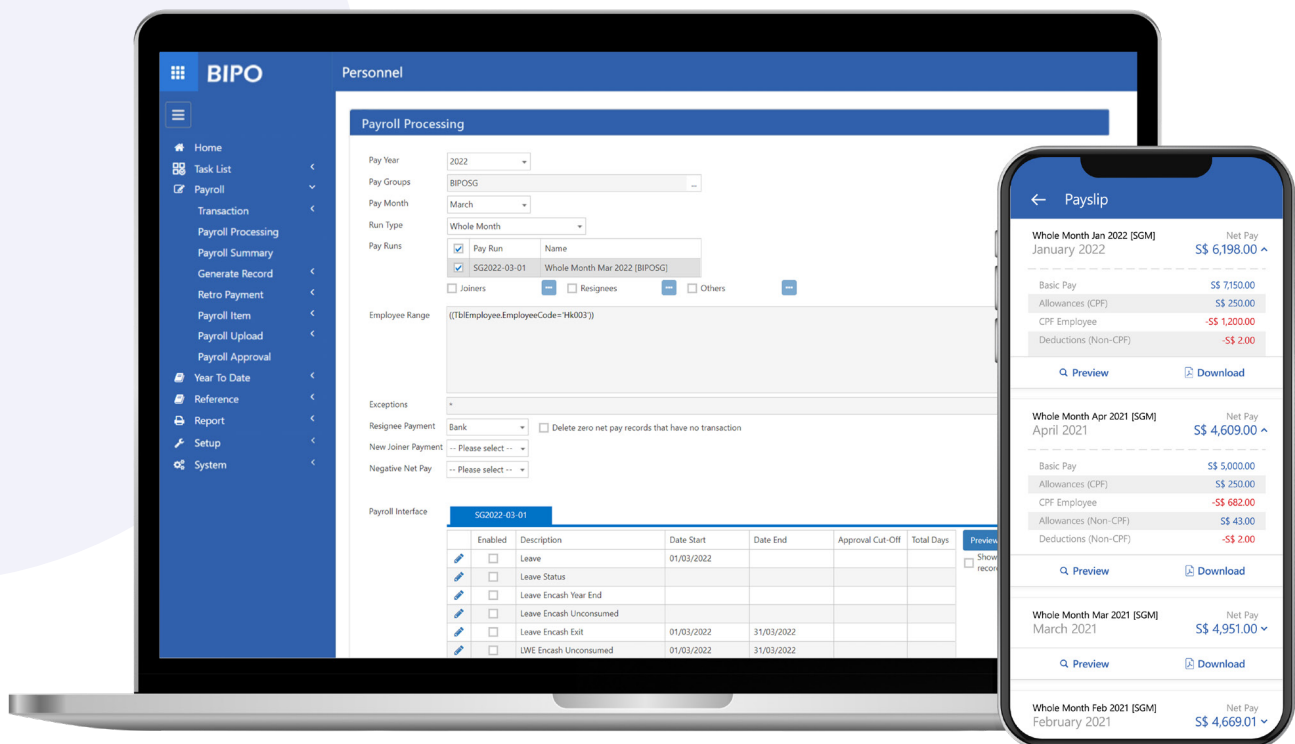 BIPO
Personnel
Home
Task List
Payroll
Transaction
Payroll Processing
Payroll Summary
Generate Record
Retro Payment
Payroll Item
Payroll Upload
Payroll Approval
Year To Date
Reference
Report
Setup
System
Payroll Processing
Pay Year 2022
Pay Groups BIPOSG ...
Pay Month March
Run Type Whole Month
Pay Runs Pay Run Name
SG2022-03-01 Whole Month Mar 2022 [BIPOSG]
Joiners ... Resignees ... Others ...
Employee Range ((TblEmployee.EmployeeCode='Hk003'))
Exceptions *
Resignee Payment Bank Delete zero net pay records that have no transaction
New Joiner Payment -- Please select --
Negative Net Pay -- Please select --
Payroll Interface SG2022-03-01
Enabled Description Date Start Date End Approval Cut-Off Total Days Preview
Leave 01/03/2022 Show
Leave Status recor
Leave Encash Year End
Leave Encash Unconsumed
Leave Encash Exit 01/03/2022 31/03/2022
LWE Encash Unconsumed 01/03/2022 31/03/2022
Payslip
Whole Month Jan 2022 [SGM] Net Pay
January 2022 S$ 6,198.00
Basic Pay S$ 7,150.00
Allowances (CPF) S$ 250.00
CPF Employee -S$ 1,200.00
Deductions (Non-CPF) -S$ 2.00
Preview Download
Whole Month Apr 2021 [SGM] Net Pay
April 2021 S$ 4,609.00
Basic Pay S$ 5,000.00
Allowances (CPF) S$ 250.00
CPF Employee -S$ 682.00
Allowances (Non-CPF) S$ 43.00
Deductions (Non-CPF) -S$ 2.00
Preview Download
Whole Month Mar 2021 [SGM] Net Pay
March 2021 S$ 4,951.00
Preview Download
Whole Month Feb 2021 [SGM] Net Pay
February 2021 S$ 4,669.01